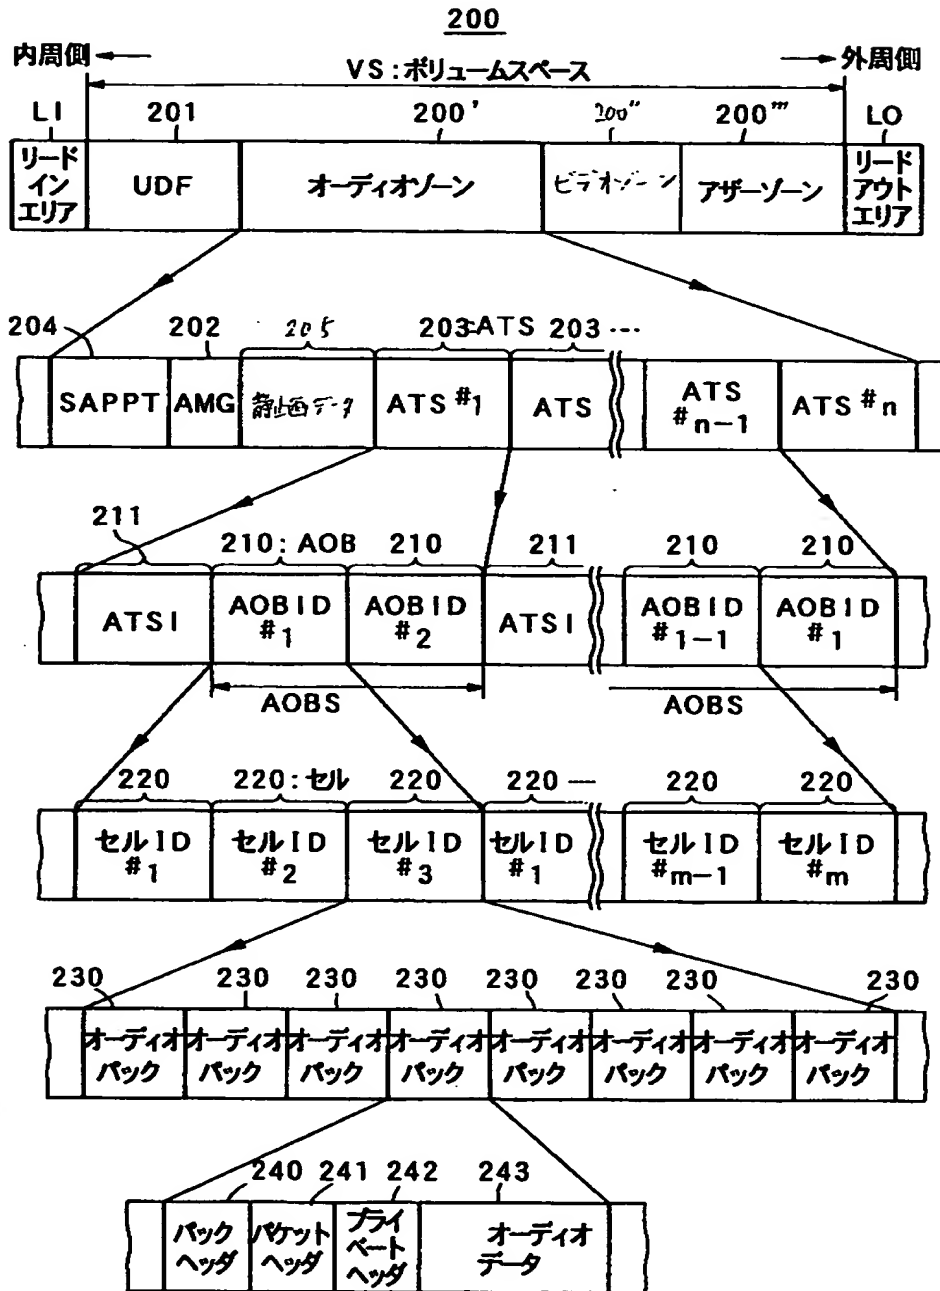 200
内周側
VS:ボリュームスペース
外周側
LI 201 200' 200'' 200''' LO
リード
イン
エリア
UDF
オーディオゾーン
ビデオゾーン
アザーゾーン
リード
アウト
エリア
204 202 205 203:ATS 203 ...
SAPPT
AMG
静止画データ
ATS #1
ATS
ATS
#n-1
ATS #n
211 210:AOB 210 211 210 210
ATSI
AOBID
#1
AOBID
#2
ATSI
AOBID
#1-1
AOBID
#1
AOBS AOBS
220 220:セル 220 220 — 220 220
セルID
#1
セルID
#2
セルID
#3
セルID
#1
セルID
#m-1
セルID
#m
230 230 230 230 230 230 230 230
オーディオ
パック
オーディオ
パック
オーディオ
パック
オーディオ
パック
オーディオ
パック
オーディオ
パック
オーディオ
パック
オーディオ
パック
240 241 242 243
パック
ヘッダ
パケット
ヘッダ
プライ
ベート
ヘッダ
オーディオ
データ